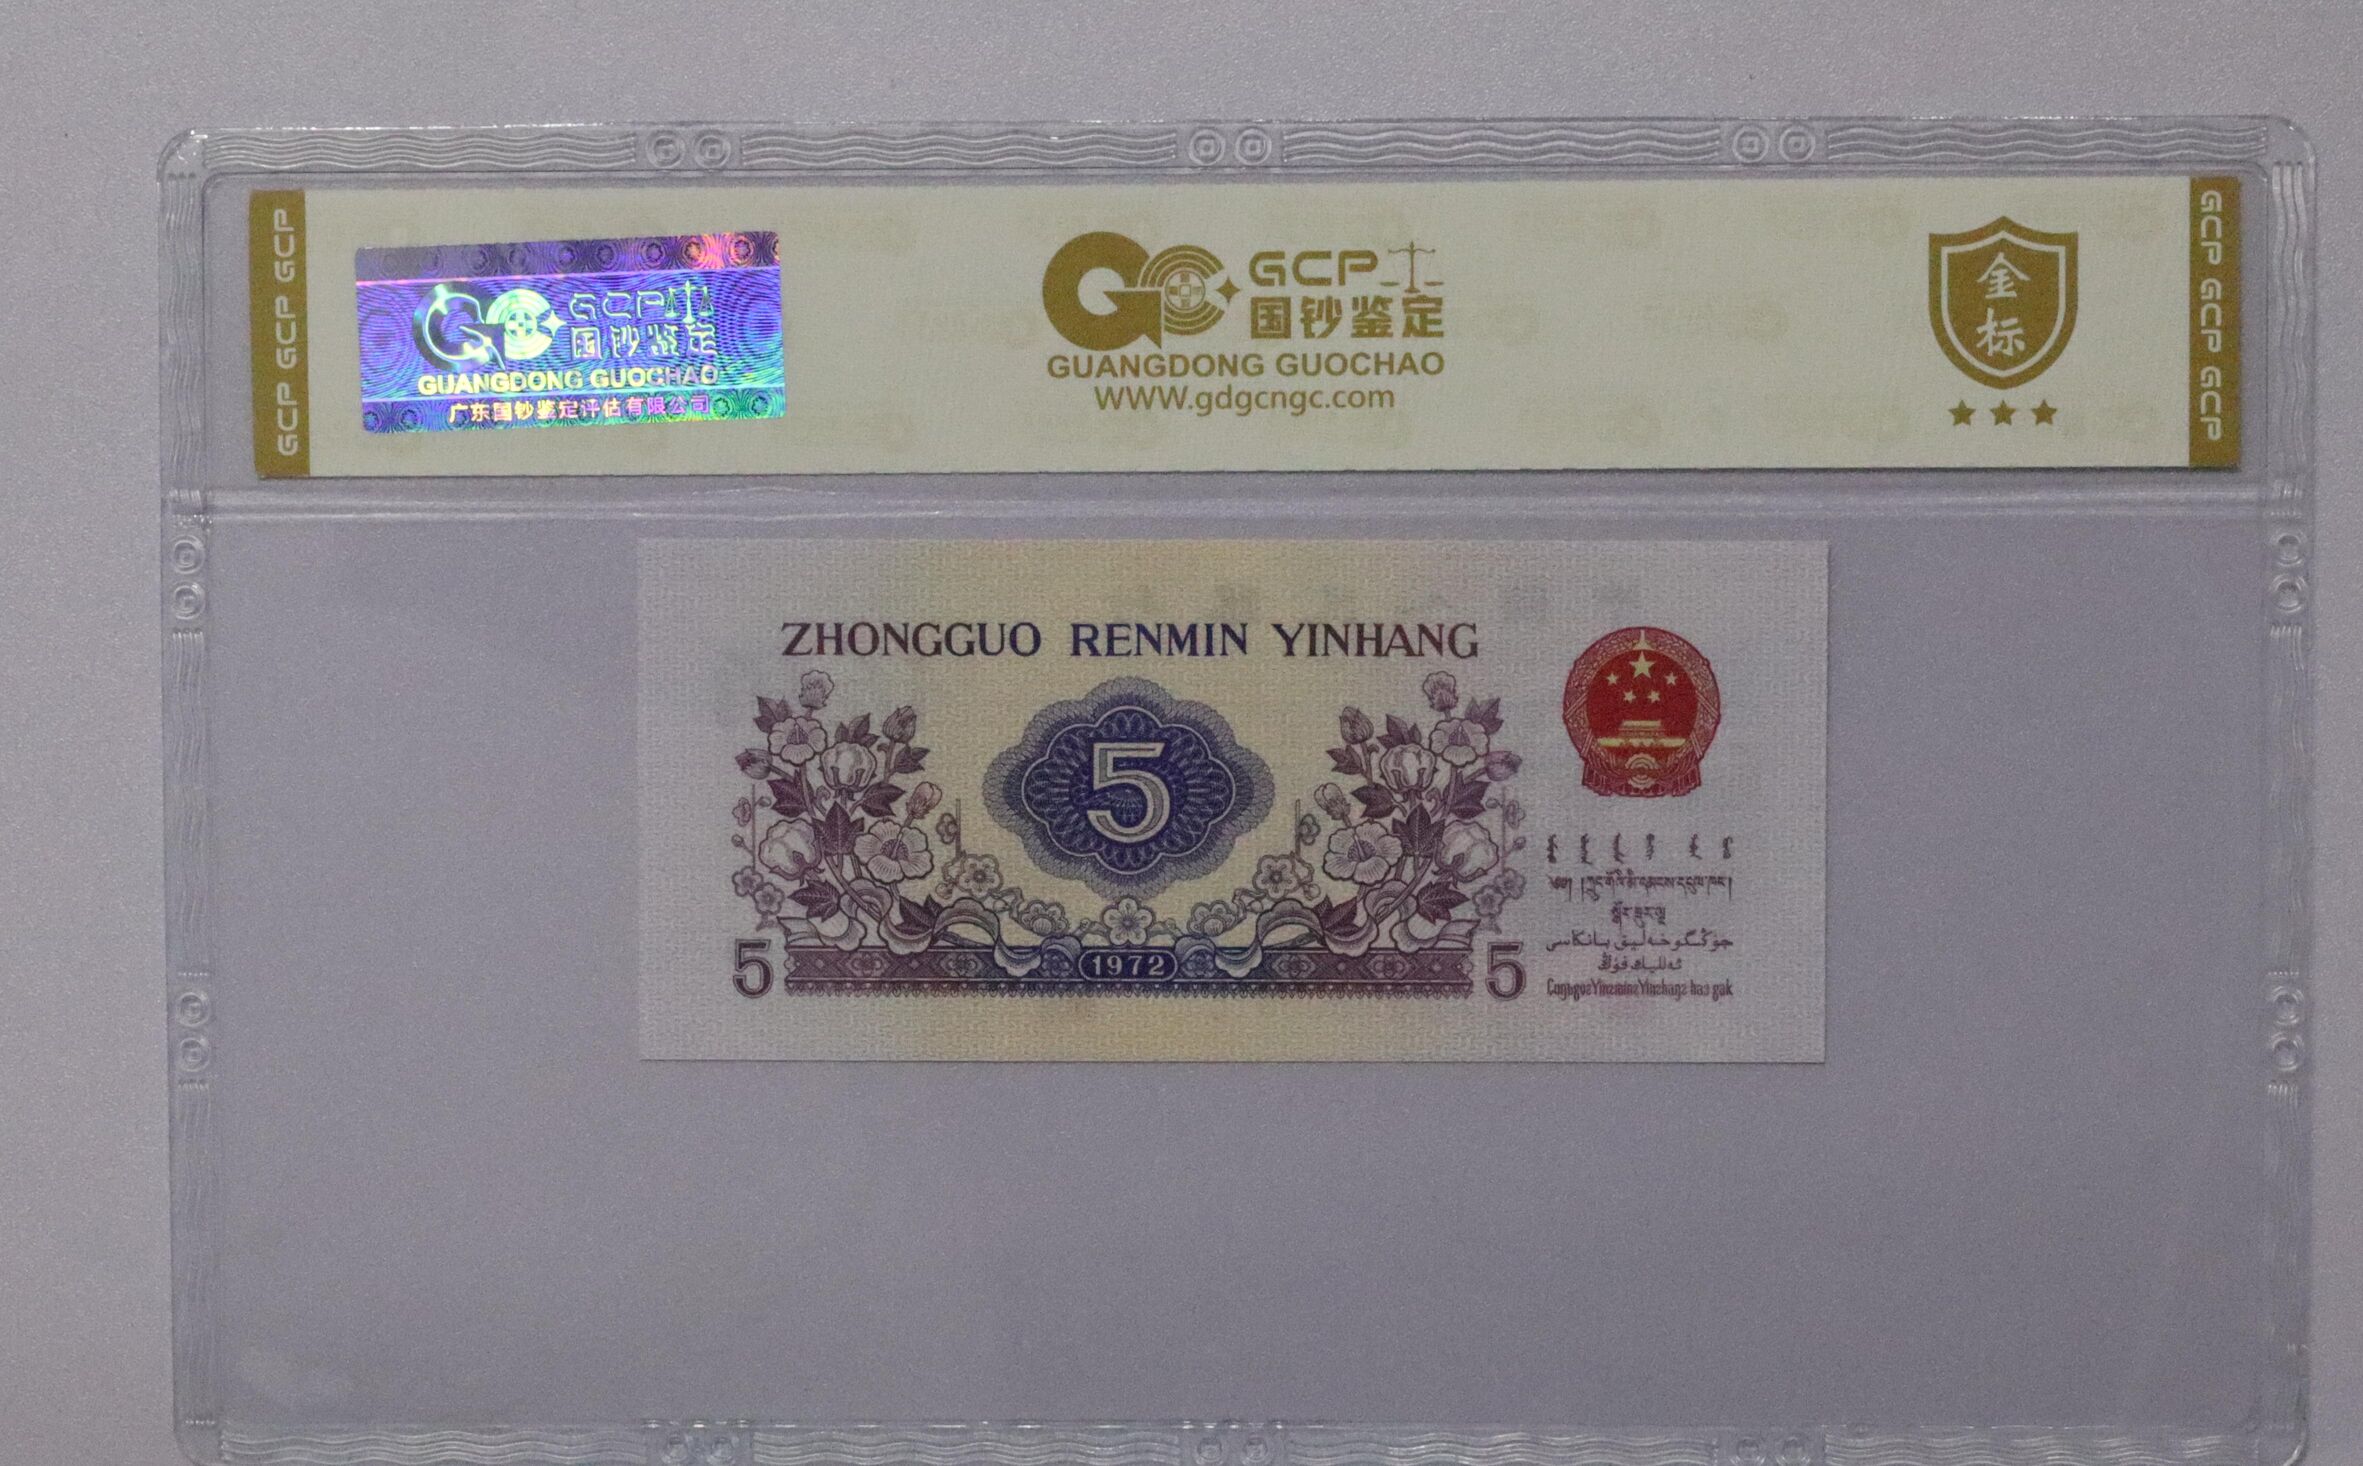 GCP GCP GCP
GCP
国钞鉴定
GUANGDONG GUOCHAO
广东国钞鉴定评估有限公司
GCP
国钞鉴定
GUANGDONG GUOCHAO
WWW.gdgcngc.com
金标
GCP GCP GCP
ZHONGGUO RENMIN YINHANG
5
1972
5
5